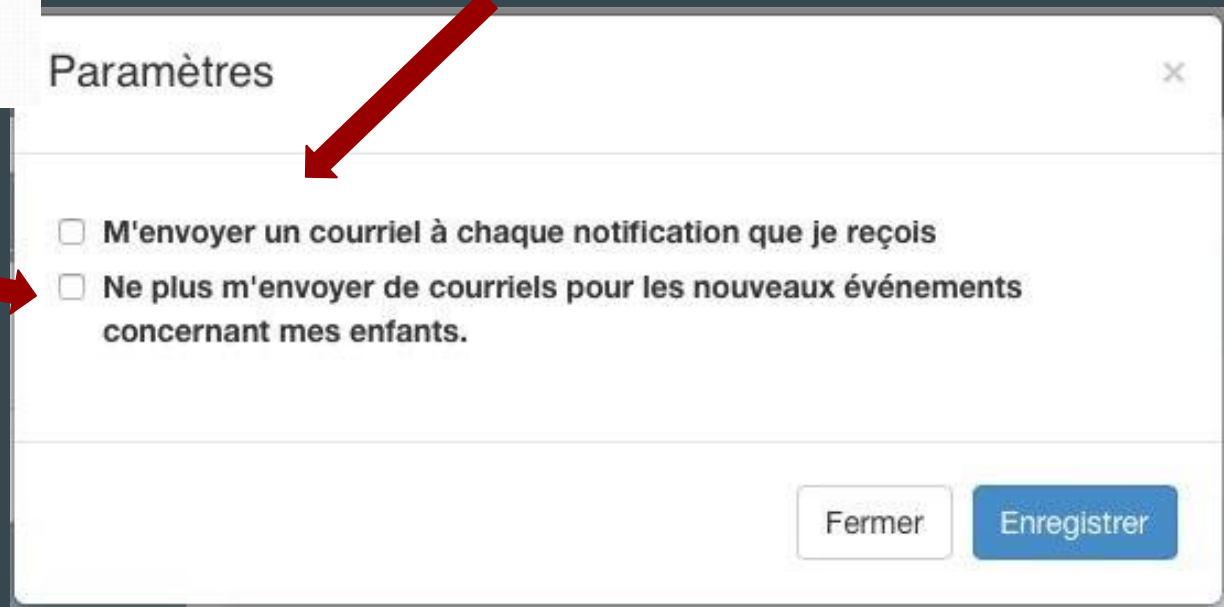 Paramètres
×
M'envoyer un courriel à chaque notification que je reçois
Ne plus m'envoyer de courriels pour les nouveaux événements
concernant mes enfants.
Fermer
Enregistrer